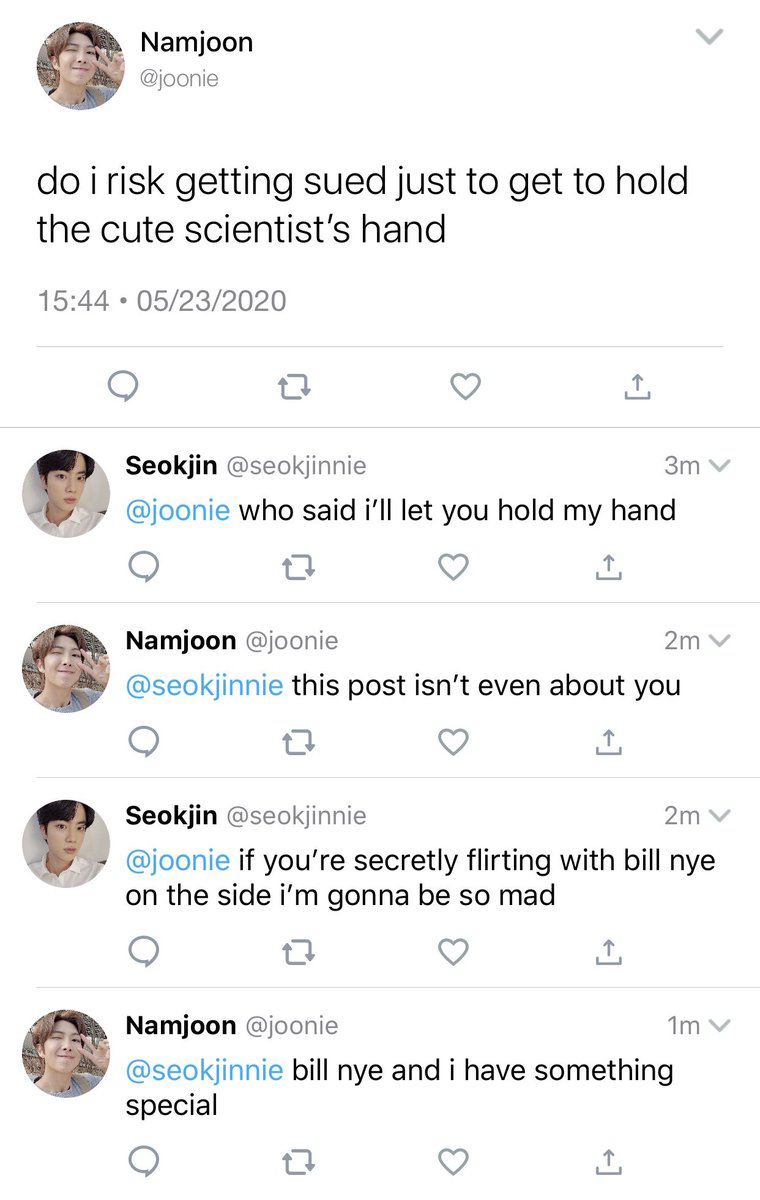 Namjoon
@joonie
do i risk getting sued just to get to hold
the cute scientist’s hand
15:44 • 05/23/2020
Seokjin @seokjinnie 3m
@joonie who said i’ll let you hold my hand
Namjoon @joonie 2m
@seokjinnie this post isn’t even about you
Seokjin @seokjinnie 2m
@joonie if you’re secretly flirting with bill nye
on the side i’m gonna be so mad
Namjoon @joonie 1m
@seokjinnie bill nye and i have something
special